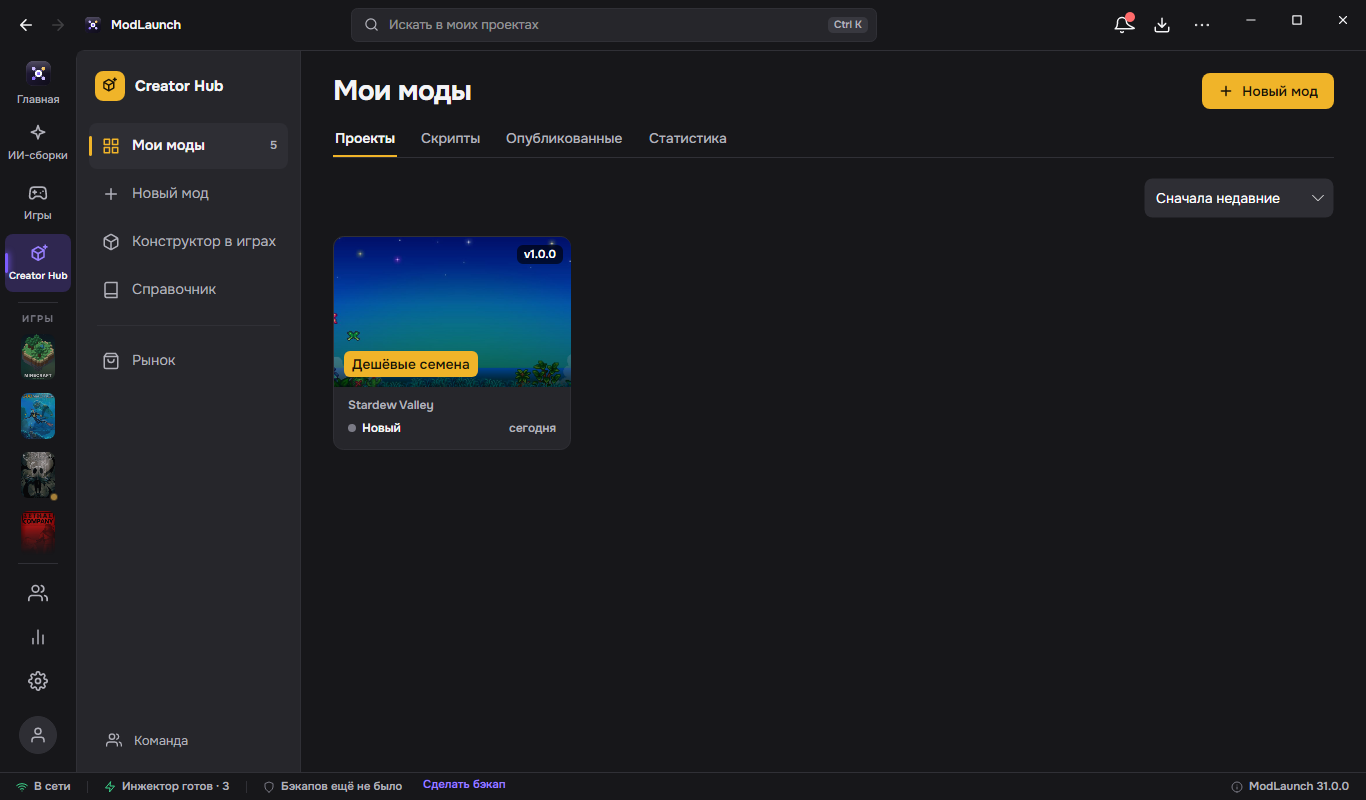 ModLaunch
Искать в моих проектах
Ctrl K
Главная
ИИ-сборки
Игры
Creator Hub
ИГРЫ
MINECRAFT
COMPANY
Creator Hub
Мои моды
5
Новый мод
Конструктор в играх
Справочник
Рынок
Команда
Мои моды
Новый мод
Проекты
Скрипты
Опубликованные
Статистика
Сначала недавние
v1.0.0
Дешёвые семена
Stardew Valley
Новый
сегодня
В сети
Инжектор готов · 3
Бэкапов ещё не было
Сделать бэкап
ModLaunch 31.0.0